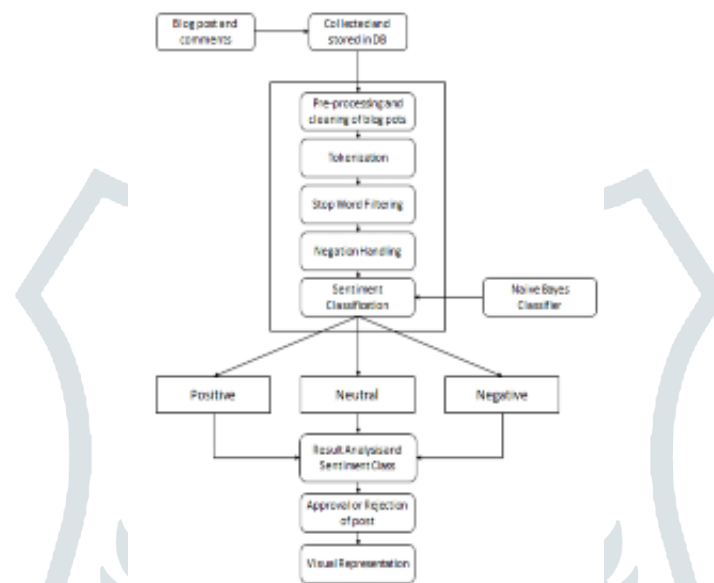 Blog post and
comments
Collected and
stored in DB
Pre-processing and
cleaning of blog pots
Tokenisation
Stop Word Filtering
Negation Handling
Sentiment
Classification
Naive Bayes
Classifier
Positive
Neutral
Negative
Result Analysis and
Sentiment Class
Approval or Rejection
of post
Visual Representation